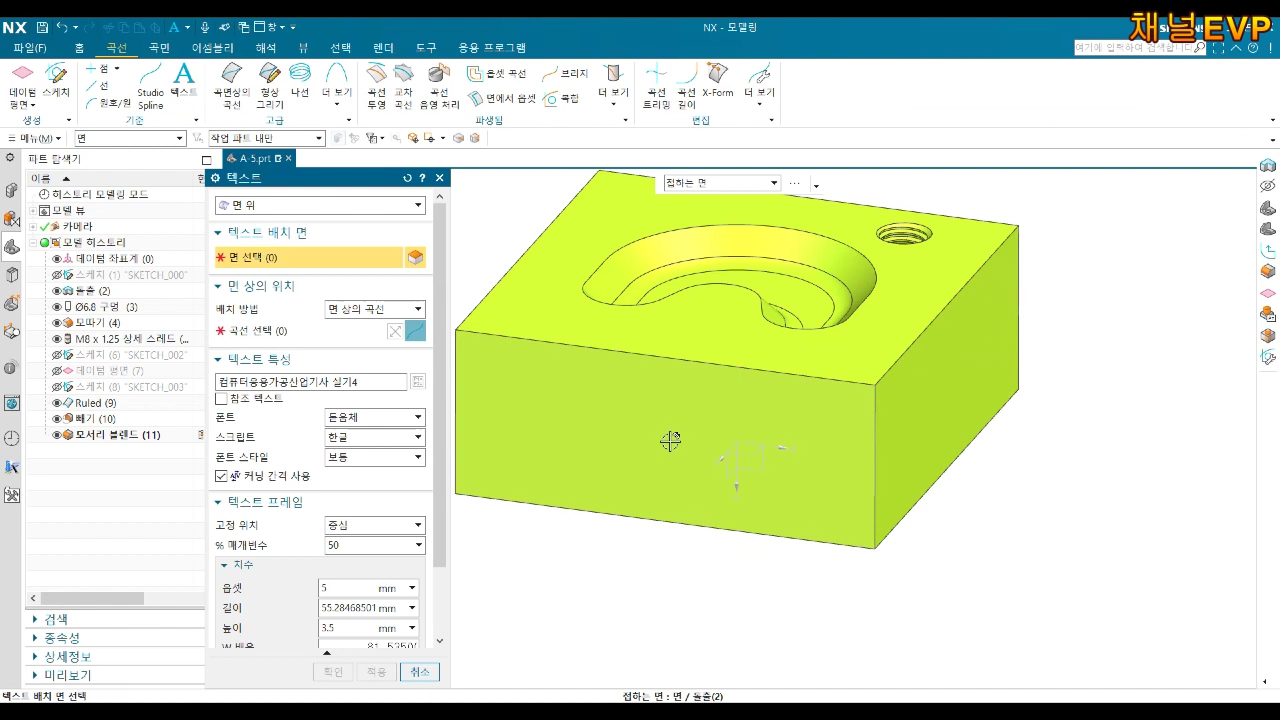 채널EVP
NX
창
NX - 모델링
파일(F) 홈 곡선 곡면 어셈블리 해석 뷰 선택 렌더 도구 응용 프로그램
여기에 입력하여 검색합니다
데이텀 평면 스케치 점 선 원호/원 Studio Spline 텍스트 곡면상의 곡선 형상 그리기 나선 더 보기 곡선 투영 교차 곡선 곡선 음영 처리 옵셋 곡선 면에서 옵셋 브리지 복합 더 보기 곡선 트리밍 곡선 길이 X-Form 더 보기
생성 기준 고급 파생됨 편집
메뉴(M) 면 작업 파트 내만
파트 탐색기
A-5.prt
이름
히스토리 모델링 모드
모델 뷰
카메라
모델 히스토리
데이텀 좌표계 (0)
스케치 (1) "SKETCH_000"
돌출 (2)
Ø6.8 구멍 (3)
모따기 (4)
M8 x 1.25 상세 스레드 (...
스케치 (6) "SKETCH_002"
데이텀 평면 (7)
스케치 (8) "SKETCH_003"
Ruled (9)
빼기 (10)
모서리 블렌드 (11)
검색
종속성
상세정보
미리보기
텍스트
면 위
텍스트 배치 면
* 면 선택 (0)
면 상의 위치
배치 방법 면 상의 곡선
* 곡선 선택 (0)
텍스트 특성
컴퓨터응용가공산업기사 실기4
참조 텍스트
폰트 돋움체
스크립트 한글
폰트 스타일 보통
커닝 간격 사용
텍스트 프레임
고정 위치 중심
% 매개변수 50
치수
옵셋 5 mm
길이 55.28468501 mm
높이 3.5 mm
확인 적용 취소
접하는 면
텍스트 배치 면 선택
접하는 면 : 면 / 돌출(2)